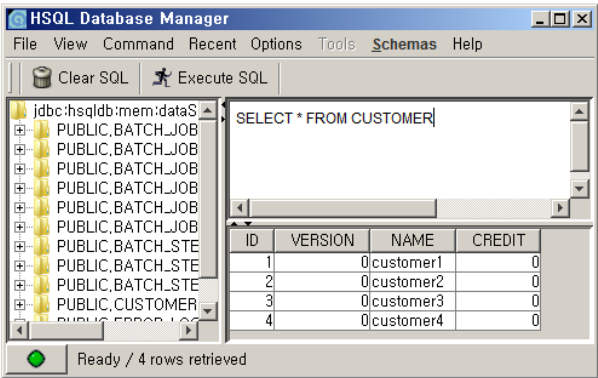 HSQL Database Manager
File View Command Recent Options Tools Schemas Help
Clear SQL Execute SQL
jdbc:hsqldb:mem:dataS
PUBLIC.BATCH_JOB
PUBLIC.BATCH_JOB
PUBLIC.BATCH_JOB
PUBLIC.BATCH_JOB
PUBLIC.BATCH_JOB
PUBLIC.BATCH_JOB
PUBLIC.BATCH_STE
PUBLIC.BATCH_STE
PUBLIC.BATCH_STE
PUBLIC.CUSTOMER
PUBLIC.ERROR_LOG
SELECT * FROM CUSTOMER
ID VERSION NAME CREDIT
1 0 customer1 0
2 0 customer2 0
3 0 customer3 0
4 0 customer4 0
Ready / 4 rows retrieved